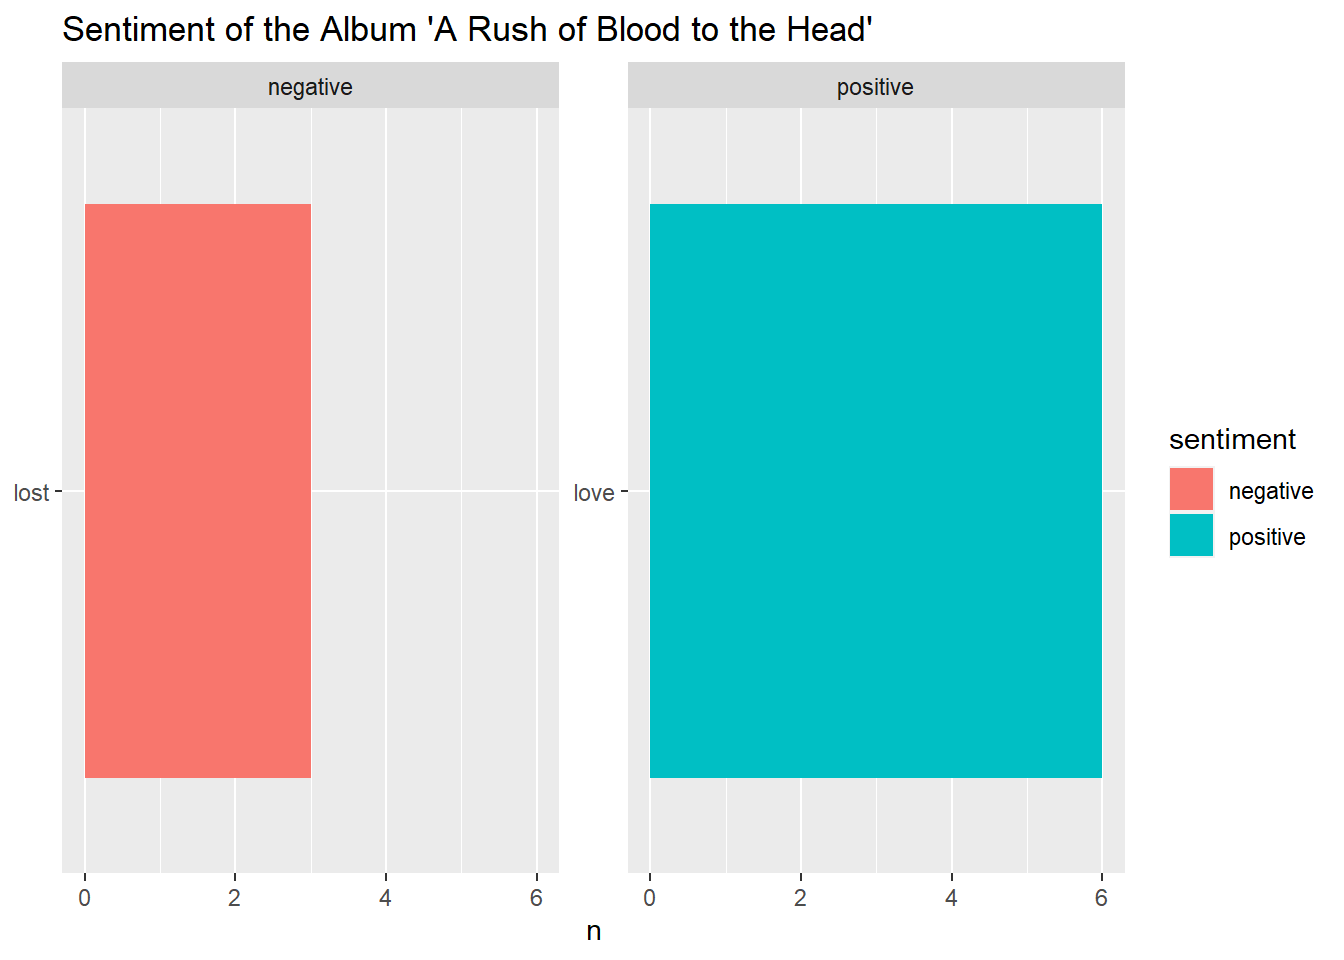 Sentiment of the Album 'A Rush of Blood to the Head'
negative
positive
lost
love
sentiment
negative
positive
0 2 4 6
0 2 4 6
n